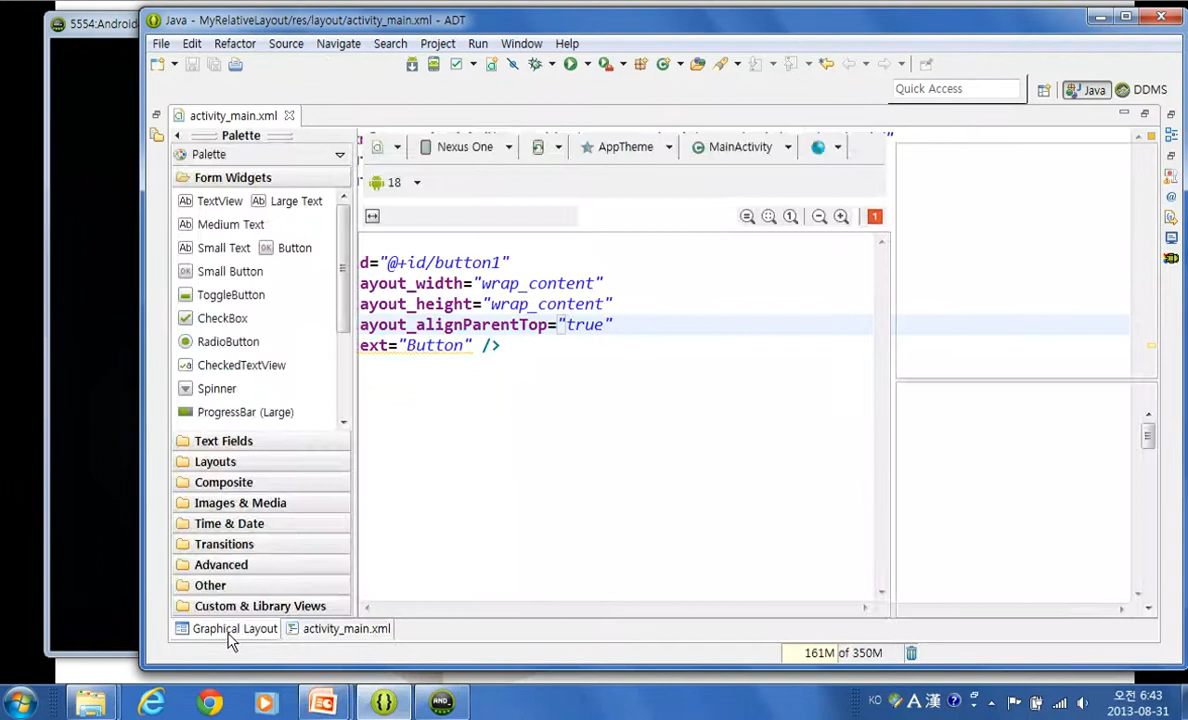 5554:Android
Java - MyRelativeLayout/res/layout/activity_main.xml - ADT
File Edit Refactor Source Navigate Search Project Run Window Help
Quick Access
Java
DDMS
activity_main.xml
Palette
Nexus One
AppTheme
MainActivity
Palette
Form Widgets
18
TextView
Large Text
Medium Text
1
Small Text
Button
d="@+id/button1"
Small Button
ayout_width="wrap_content"
ToggleButton
ayout_height="wrap_content"
CheckBox
ayout_alignParentTop="true"
RadioButton
ext="Button" />
CheckedTextView
Spinner
ProgressBar (Large)
Text Fields
Layouts
Composite
Images & Media
Time & Date
Transitions
Advanced
Other
Custom & Library Views
Graphical Layout
activity_main.xml
161M of 350M
KO
A 漢
오전 6:43
2013-08-31